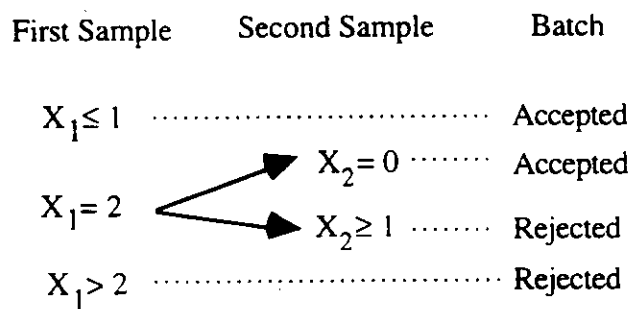 First Sample Second Sample Batch
X₁ ≤ 1 ........ Accepted
X₂ = 0 ........ Accepted
X₁ = 2
X₂ ≥ 1 ........ Rejected
X₁ > 2 ........ Rejected